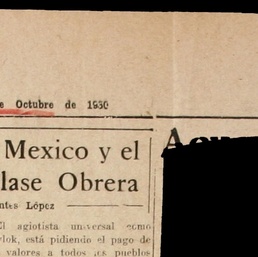 e Octubre de 1930
Mexico y el
lase Obrera
ntes López
El agiotista universal como
lok, está pidiendo el pago de
valores a todos los pueblos